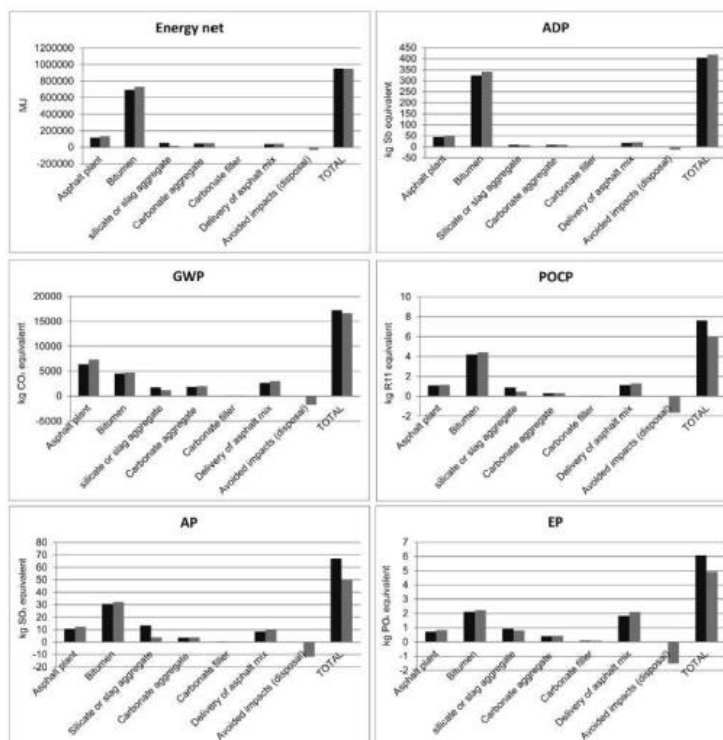 Energy net
MJ
1200000
1000000
800000
600000
400000
200000
0
-200000
Asphalt plant
Bitumen
silicate or slag aggregate
Carbonate aggregate
Carbonate filler
Delivery of asphalt mix
Avoided impacts (disposal)
TOTAL
ADP
kg Sb equivalent
450
400
350
300
250
200
150
100
50
0
-50
Asphalt plant
Bitumen
Silicate or slag aggregate
Carbonate aggregate
Carbonate filler
Delivery of asphalt mix
Avoided impacts (disposal)
TOTAL
GWP
kg CO₂ equivalent
20000
15000
10000
5000
0
-5000
Asphalt plant
Bitumen
silicate or slag aggregate
Carbonate aggregate
Carbonate filler
Delivery of asphalt mix
Avoided impacts (disposal)
TOTAL
POCP
kg R11 equivalent
10
8
6
4
2
0
-2
Asphalt plant
Bitumen
Silicate or slag aggregate
Carbonate aggregate
Carbonate filler
Delivery of asphalt mix
Avoided impacts (disposal)
TOTAL
AP
kg SO₂ equivalent
80
70
60
50
40
30
20
10
0
-10
20
Asphalt plant
Bitumen
Silicate or slag aggregate
Carbonate aggregate
Carbonate filler
Delivery of asphalt mix
Avoided impacts (disposal)
TOTAL
EP
kg PO₄ equivalent
7
6
5
4
3
2
1
0
-1
-2
Asphalt plant
Bitumen
silicate or slag aggregate
Carbonate aggregate
Carbonate filler
Delivery of asphalt mix
Avoided impacts (disposal)
TOTAL